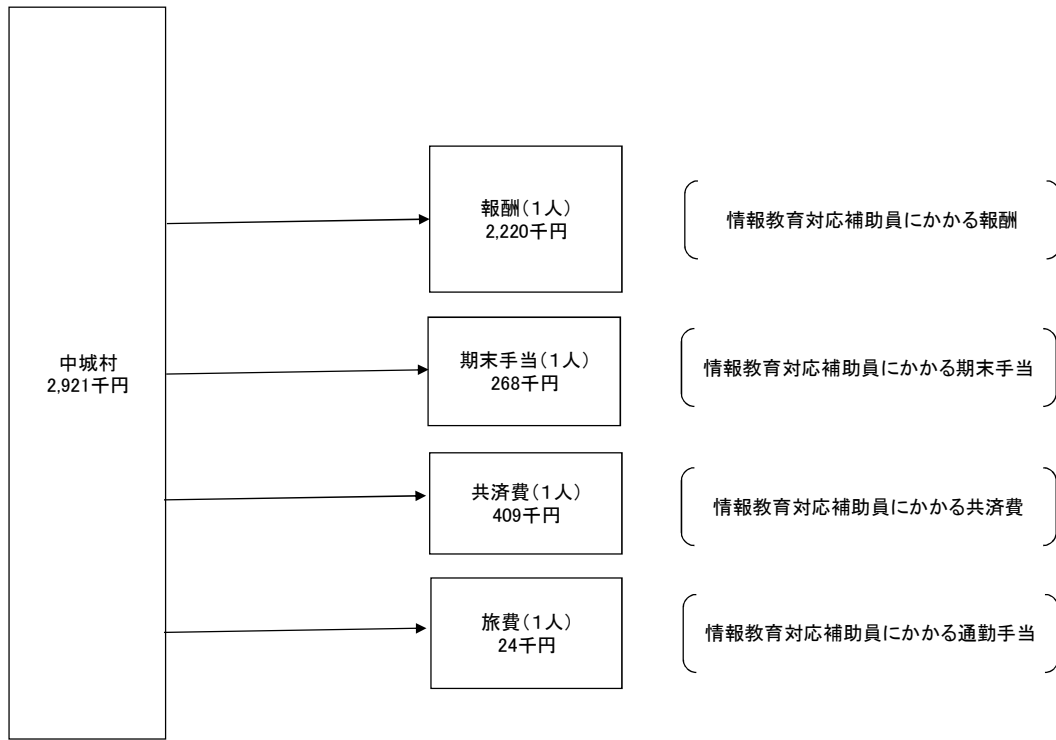 中城村
2,921千円
報酬(1人)
2,220千円
情報教育対応補助員にかかる報酬
期末手当(1人)
268千円
情報教育対応補助員にかかる期末手当
共済費(1人)
409千円
情報教育対応補助員にかかる共済費
旅費(1人)
24千円
情報教育対応補助員にかかる通勤手当